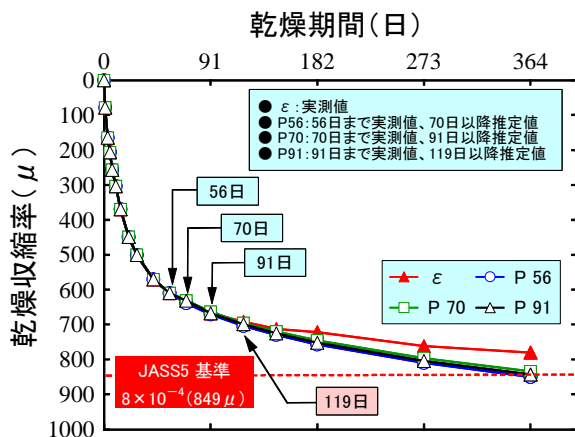 乾燥期間(日)
0 91 182 273 364
乾燥収縮率(μ)
0
100
200
300
400
500
600
700
800
900
1000
● ε:実測値
● P56:56日まで実測値、70日以降推定値
● P70:70日まで実測値、91日以降推定値
● P91:91日まで実測値、119日以降推定値
56日
70日
91日
ε P 56
P 70 P 91
JASS5 基準
8×10⁻⁴(849μ)
119日